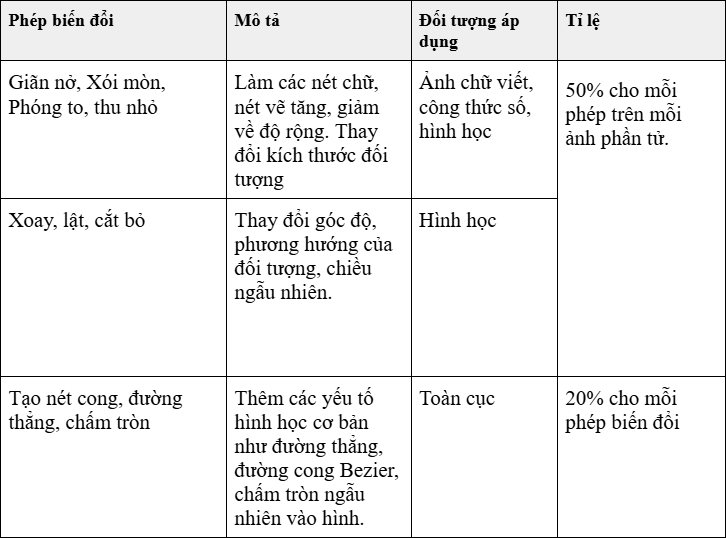 Phép biến đổi
Mô tả
Đối tượng áp
dụng
Tỉ lệ
Giãn nở, Xói mòn,
Phóng to, thu nhỏ
Làm các nét chữ,
nét vẽ tăng, giảm
về độ rộng. Thay
đổi kích thước đối
tượng
Ảnh chữ viết,
công thức số,
hình học
50% cho mỗi
phép trên mỗi
ảnh phần tử.
Xoay, lật, cắt bỏ
Thay đổi góc độ,
phương hướng của
đối tượng, chiều
ngẫu nhiên.
Hình học
Tạo nét cong, đường
thẳng, chấm tròn
Thêm các yếu tố
hình học cơ bản
như đường thẳng,
đường cong Bezier,
chấm tròn ngẫu
nhiên vào hình.
Toàn cục
20% cho mỗi
phép biến đổi